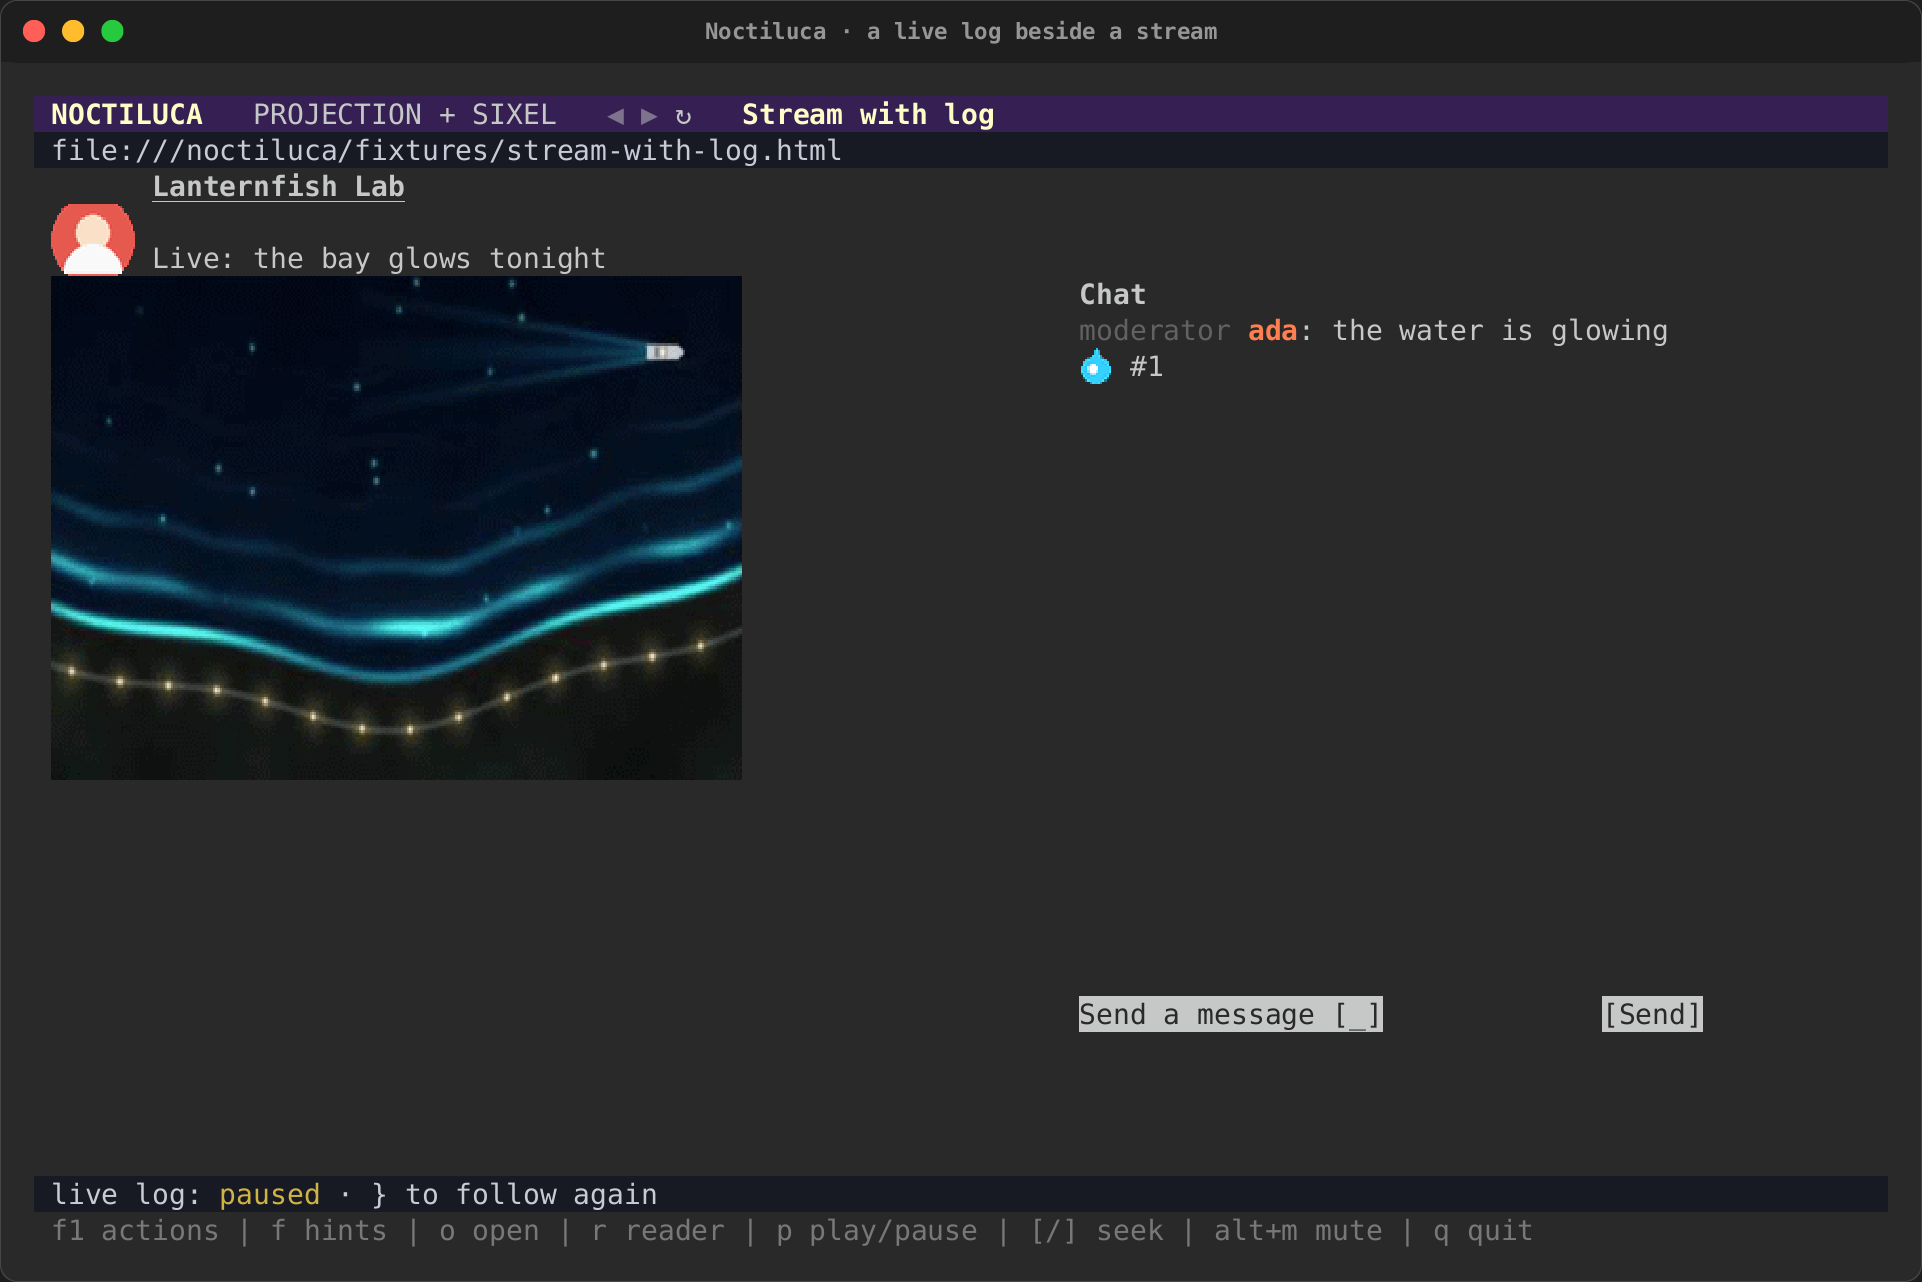 Noctiluca · a live log beside a stream
NOCTILUCA PROJECTION + SIXEL ◀ ▶ ↻ Stream with log
file:///noctiluca/fixtures/stream-with-log.html
Lanternfish Lab
Live: the bay glows tonight
Chat
moderator ada: the water is glowing
#1
Send a message [_] [Send]
live log: paused · } to follow again
f1 actions | f hints | o open | r reader | p play/pause | [/] seek | alt+m mute | q quit